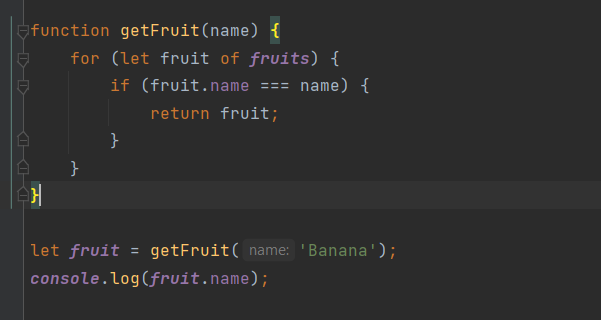 function getFruit(name) {
    for (let fruit of fruits) {
        if (fruit.name === name) {
            return fruit;
        }
    }
}
let fruit = getFruit( name: 'Banana');
console.log(fruit.name);